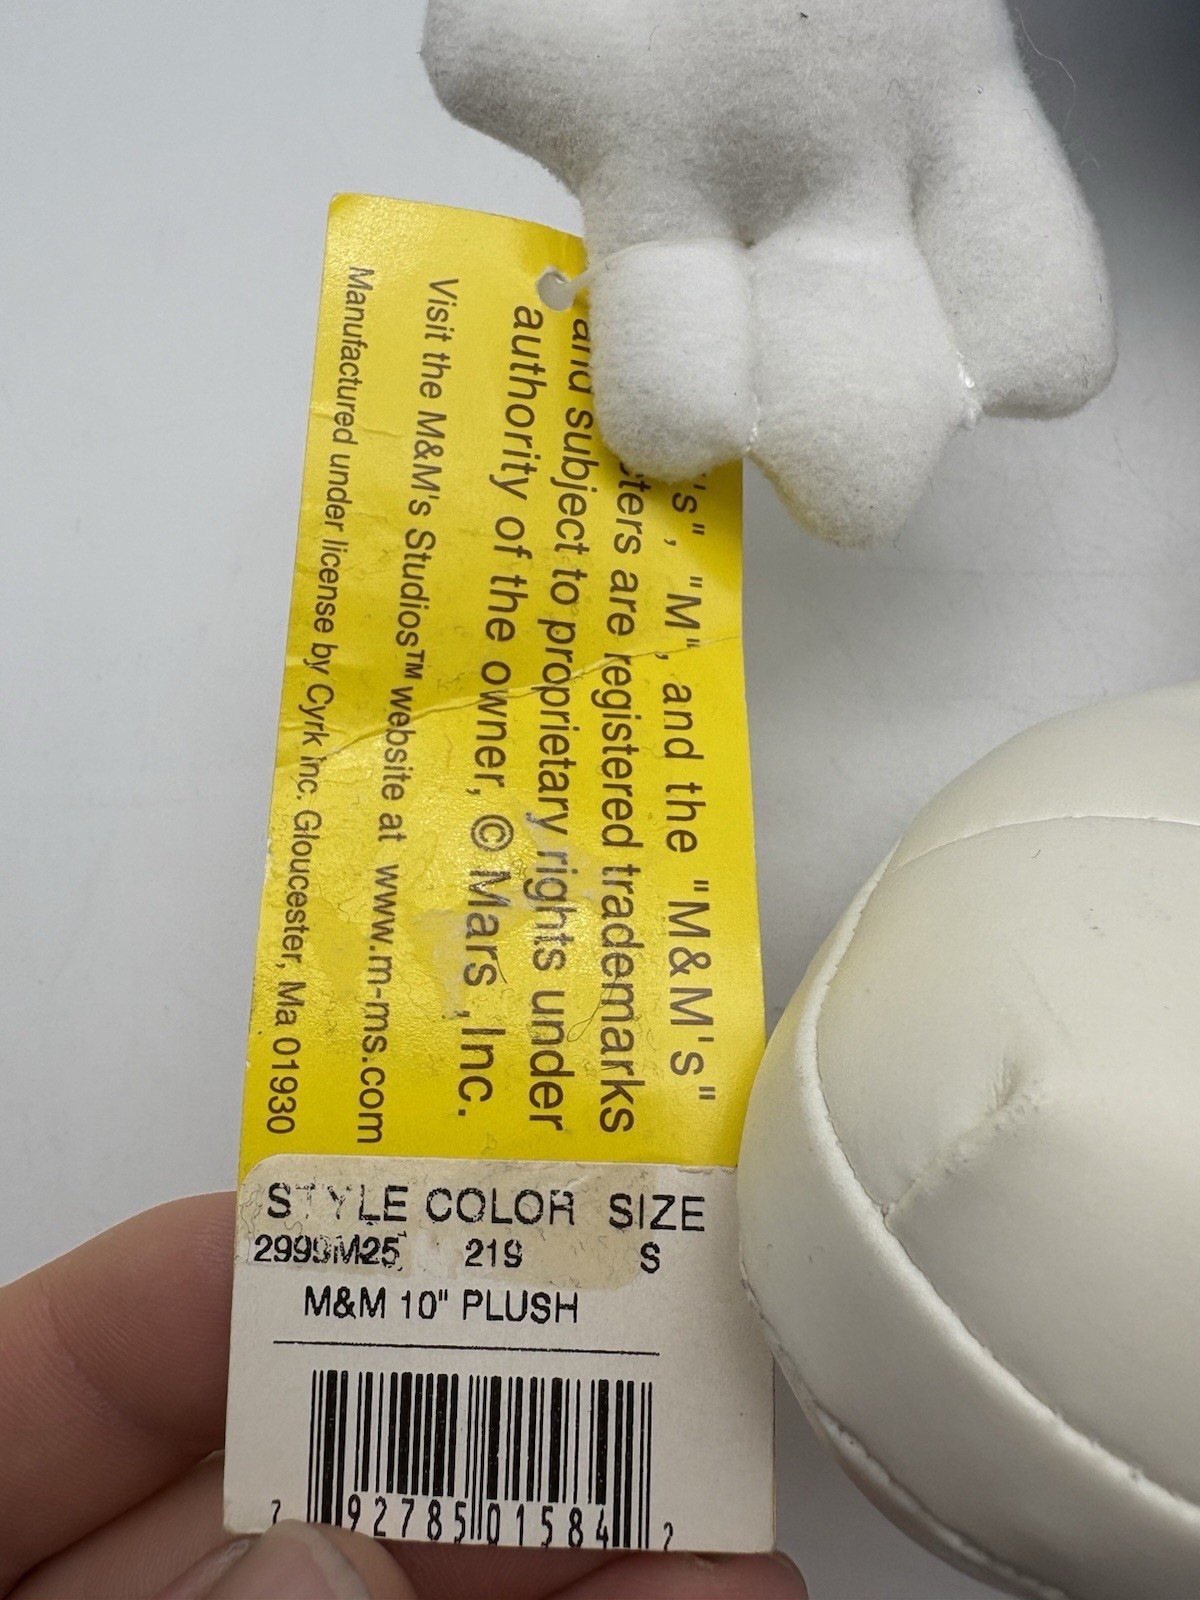 's", "M", and the "M&M's"
are registered trademarks
and subject to proprietary rights under
authority of the owner, © Mars ,Inc.
Visit the M&M's Studios™ website at www.m-ms.com
Manufactured under license by Cyrk Inc. Gloucester, Ma 01930
STYLE COLOR SIZE
2999M25 219 S
M&M 10" PLUSH
7 92785 01584 2